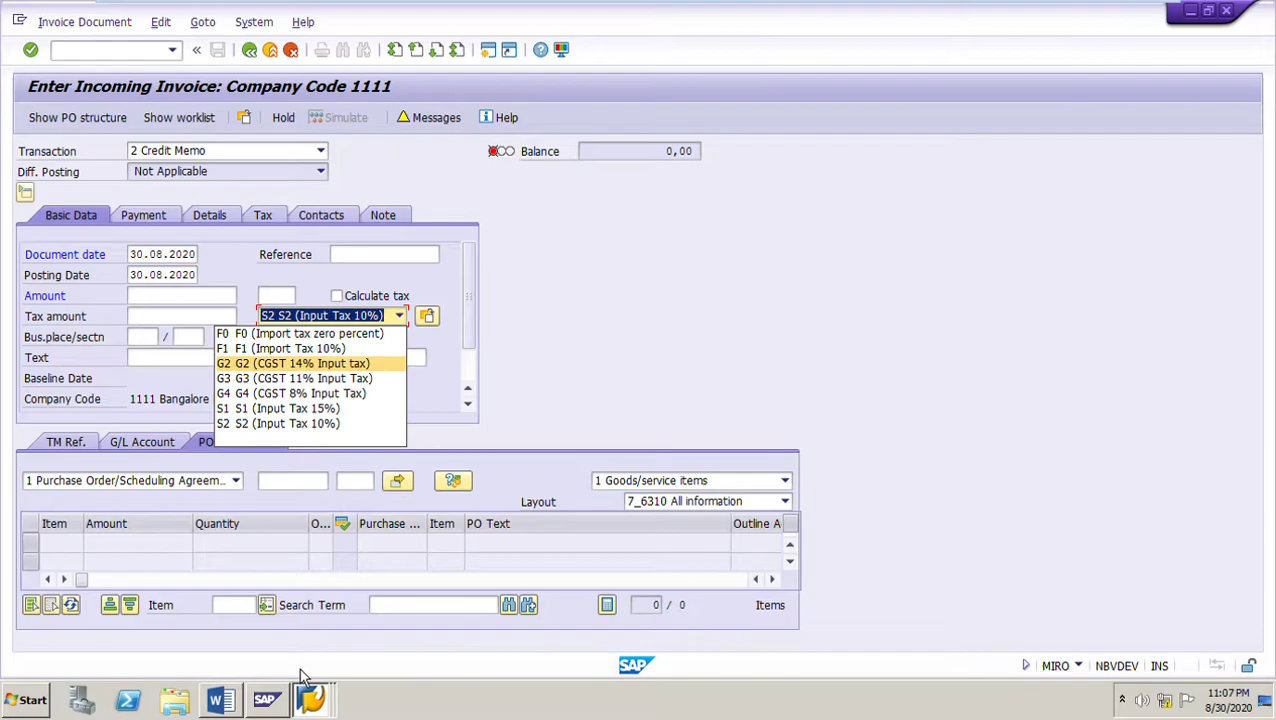 Invoice Document Edit Goto System Help
Enter Incoming Invoice: Company Code 1111
Show PO structure Show worklist Hold Simulate Messages Help
Transaction 2 Credit Memo Balance 0,00
Diff. Posting Not Applicable
Basic Data Payment Details Tax Contacts Note
Document date 30.08.2020 Reference
Posting Date 30.08.2020
Amount Calculate tax
Tax amount S2 S2 (Input Tax 10%)
Bus.place/sectn / F0 F0 (Import tax zero percent)
F1 F1 (Import Tax 10%)
Text G2 G2 (CGST 14% Input tax)
Baseline Date G3 G3 (CGST 11% Input Tax)
Company Code 1111 Bangalore G4 G4 (CGST 8% Input Tax)
S1 S1 (Input Tax 15%)
S2 S2 (Input Tax 10%)
TM Ref. G/L Account PO
1 Purchase Order/Scheduling Agreem... 1 Goods/service items
Layout 7_6310 All information
Item Amount Quantity O... Purchase ... Item PO Text Outline A
Item Search Term 0 / 0 Items
SAP MIRO NBVDEV INS
Start SAP 11:07 PM
8/30/2020